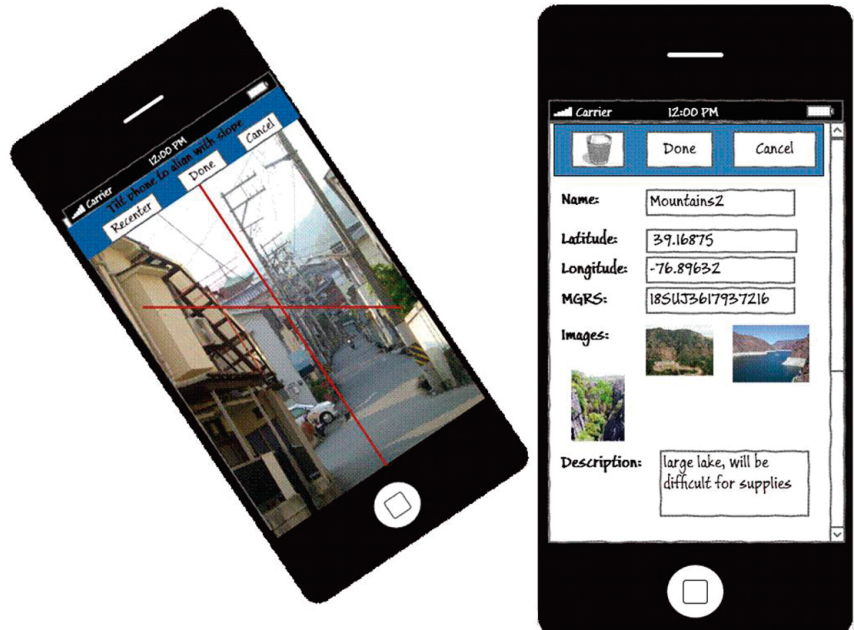 Carrier
12:00 PM
Tilt phone to align with slope
Recenter
Done
Cancel
Carrier
12:00 PM
Done
Cancel
Name:
Mountains2
Latitude:
39.16875
Longitude:
-76.89632
MGRS:
18SUJ3617937216
Images:
Description:
large lake, will be
difficult for supplies